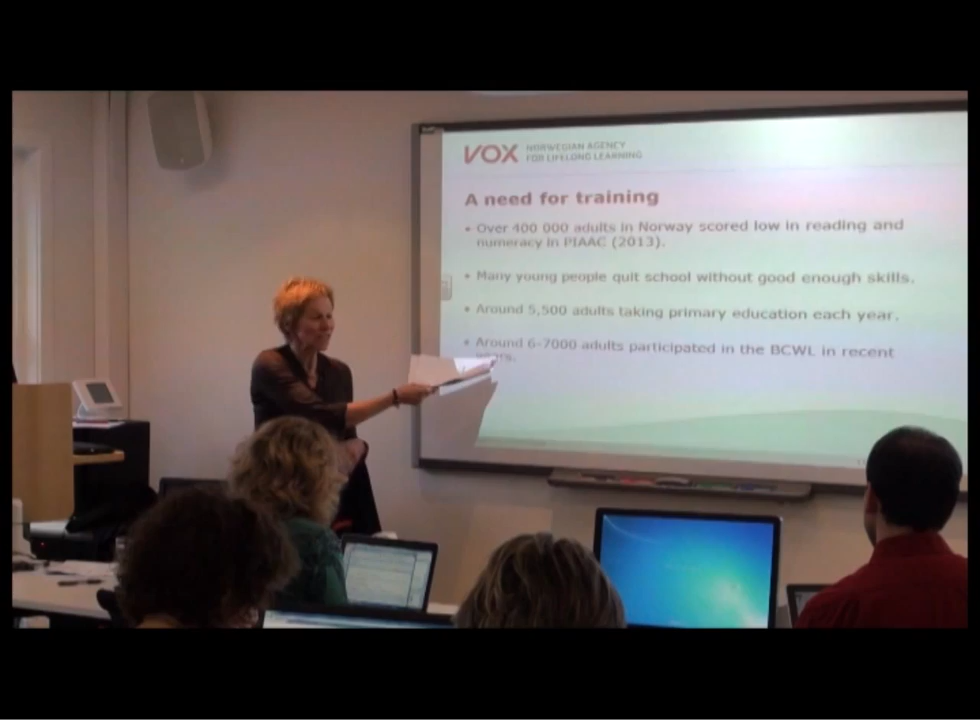 VOX NORWEGIAN AGENCY
FOR LIFELONG LEARNING
A need for training
• Over 400 000 adults in Norway scored low in reading and
numeracy in PIAAC (2013).
• Many young people quit school without good enough skills.
• Around 5,500 adults taking primary education each year.
• Around 6-7000 adults participated in the BCWL in recent
years.